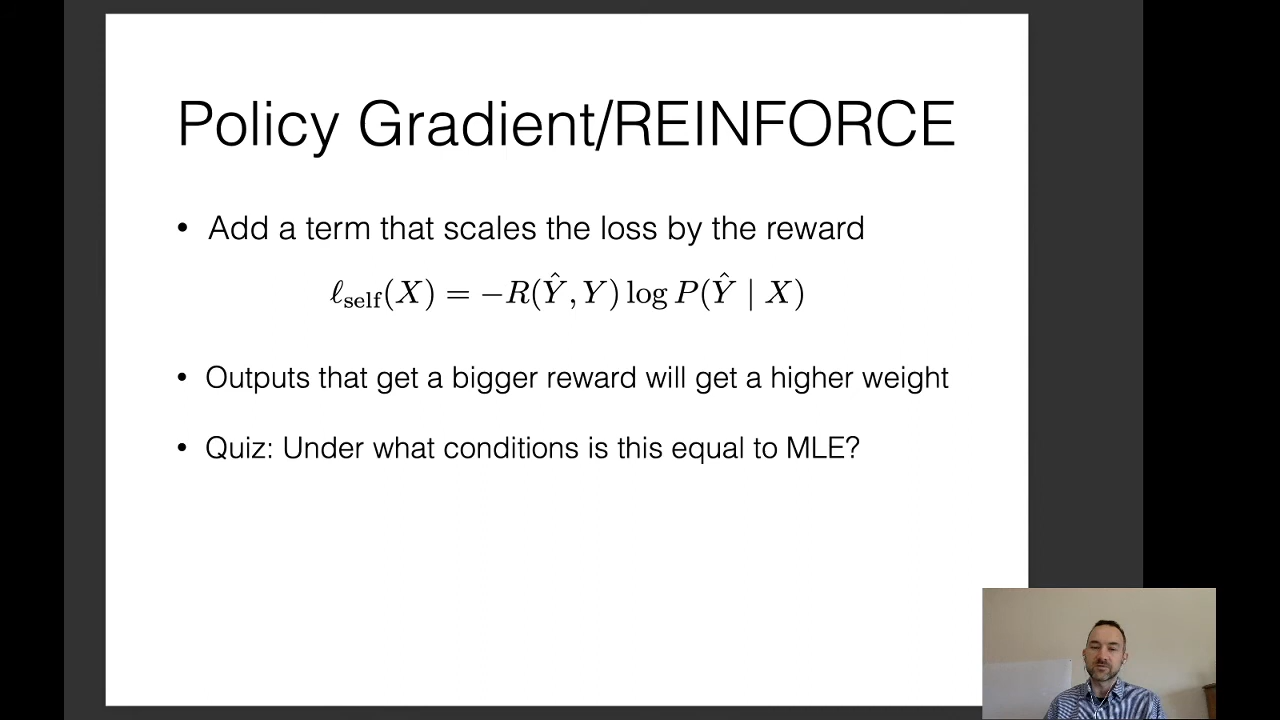 Policy Gradient/REINFORCE
• Add a term that scales the loss by the reward
ℓ_self(X) = −R(Ŷ, Y) log P(Ŷ | X)
• Outputs that get a bigger reward will get a higher weight
• Quiz: Under what conditions is this equal to MLE?